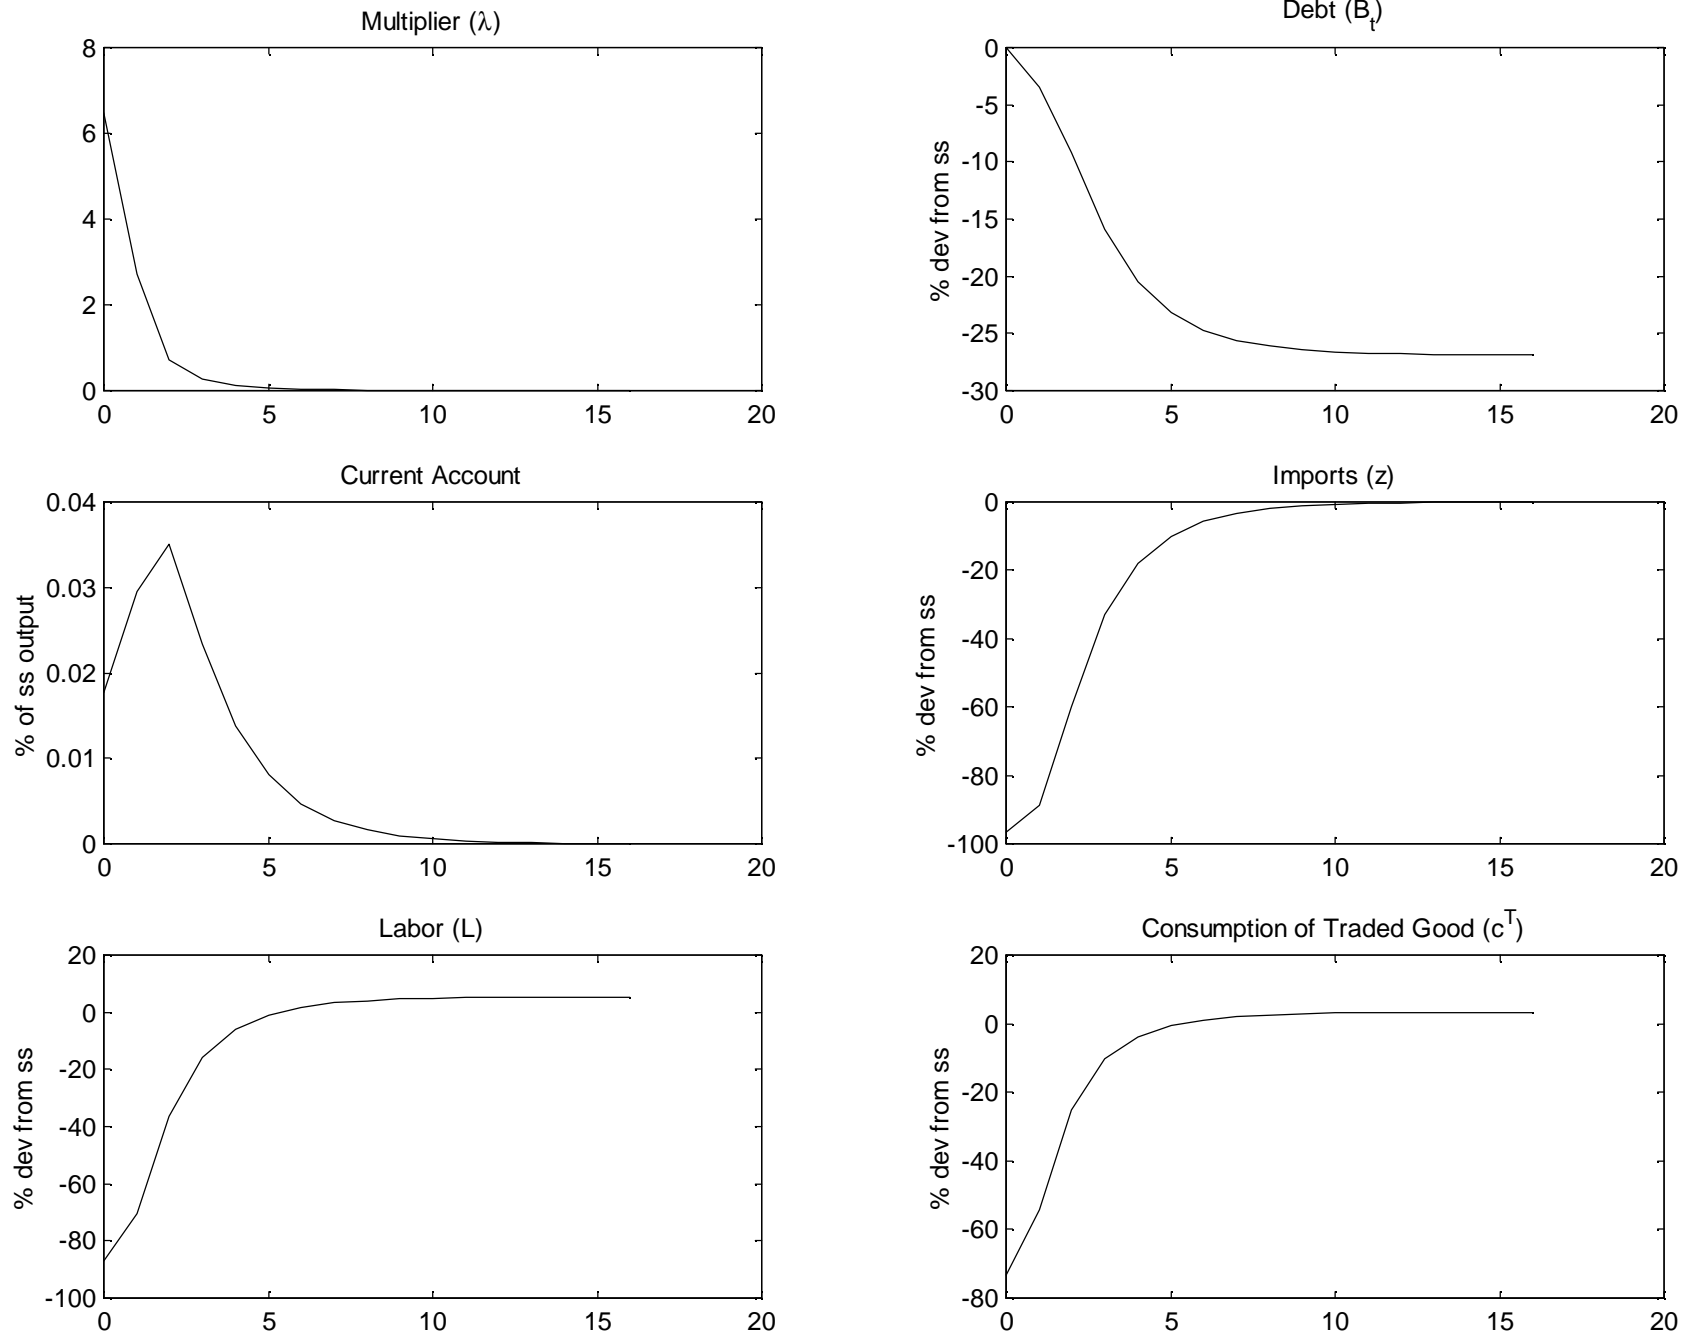 Multiplier (λ)
8
6
4
2
0
0 5 10 15 20
Debt (Bt)
% dev from ss
0
-5
-10
-15
-20
-25
-30
0 5 10 15 20
Current Account
% of ss output
0.04
0.03
0.02
0.01
0
0 5 10 15 20
Imports (z)
% dev from ss
0
-20
-40
-60
-80
-100
0 5 10 15 20
Labor (L)
% dev from ss
20
0
-20
-40
-60
-80
-100
0 5 10 15 20
Consumption of Traded Good (cT)
% dev from ss
20
0
-20
-40
-60
-80
0 5 10 15 20